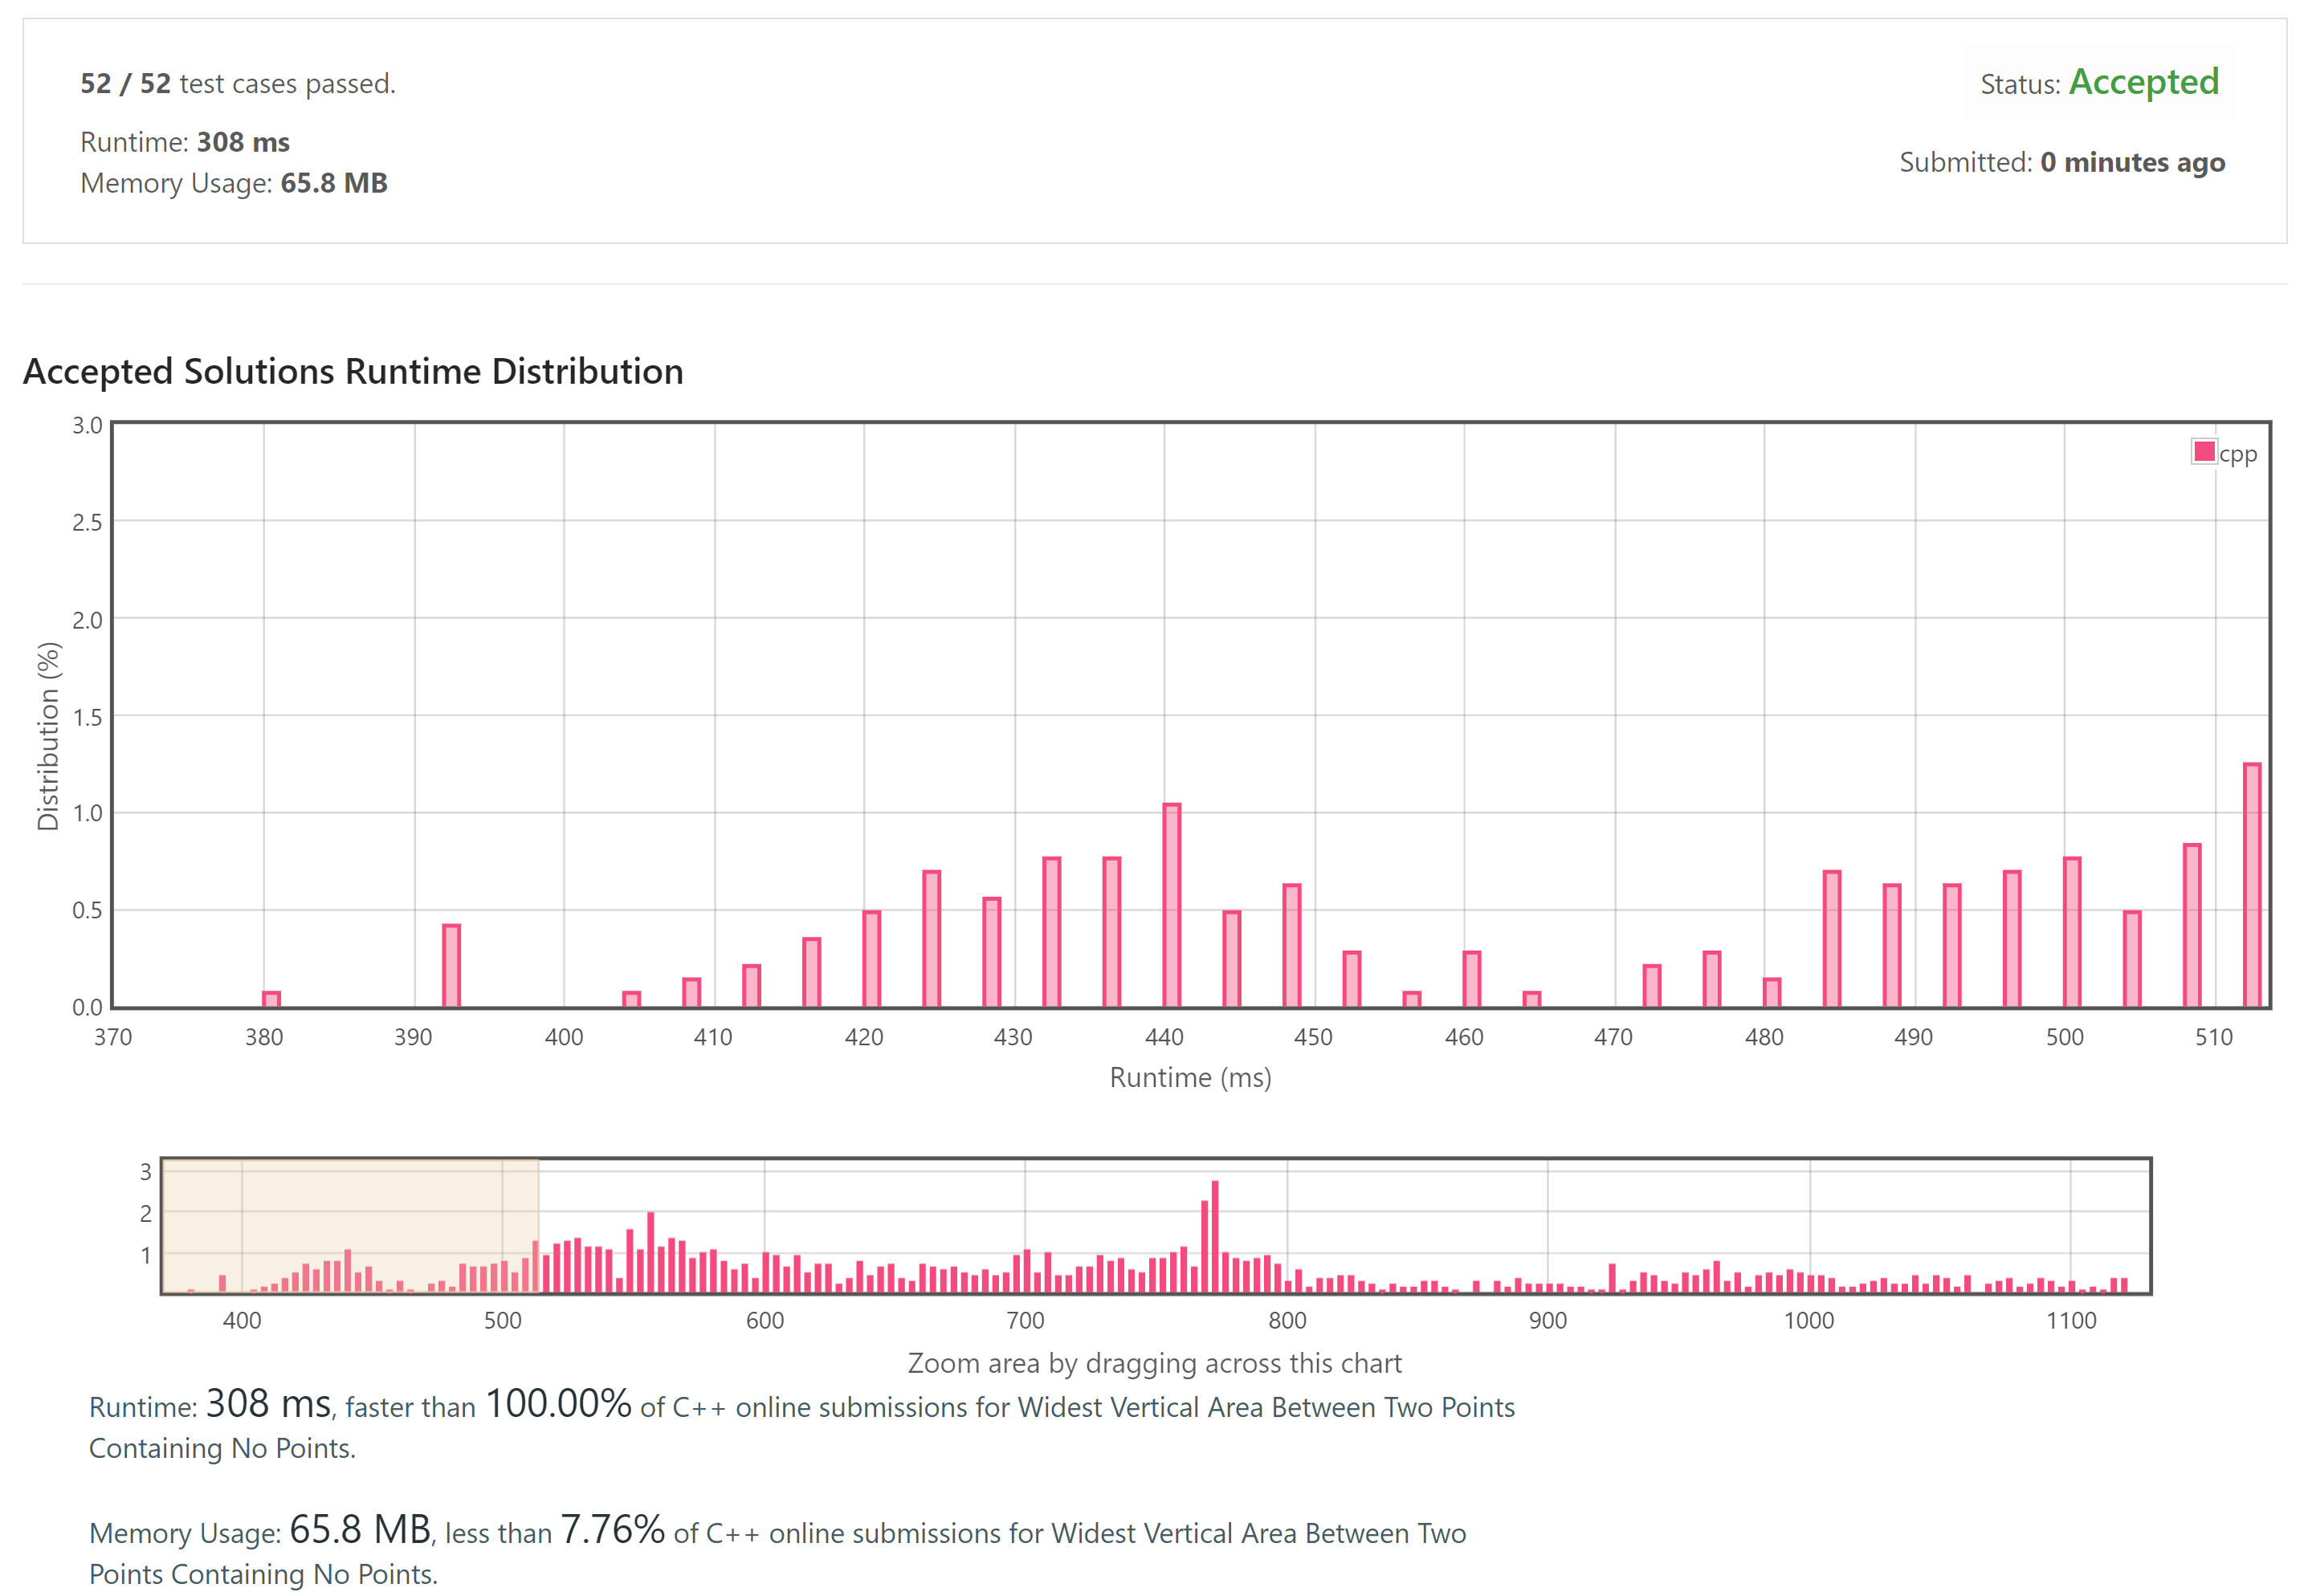 52 / 52 test cases passed.
Status: Accepted
Runtime: 308 ms
Submitted: 0 minutes ago
Memory Usage: 65.8 MB
Accepted Solutions Runtime Distribution
cpp
3.0
2.5
2.0
1.5
1.0
0.5
0.0
Distribution (%)
370 380 390 400 410 420 430 440 450 460 470 480 490 500 510
Runtime (ms)
3
2
1
400 500 600 700 800 900 1000 1100
Zoom area by dragging across this chart
Runtime: 308 ms, faster than 100.00% of C++ online submissions for Widest Vertical Area Between Two Points
Containing No Points.
Memory Usage: 65.8 MB, less than 7.76% of C++ online submissions for Widest Vertical Area Between Two
Points Containing No Points.